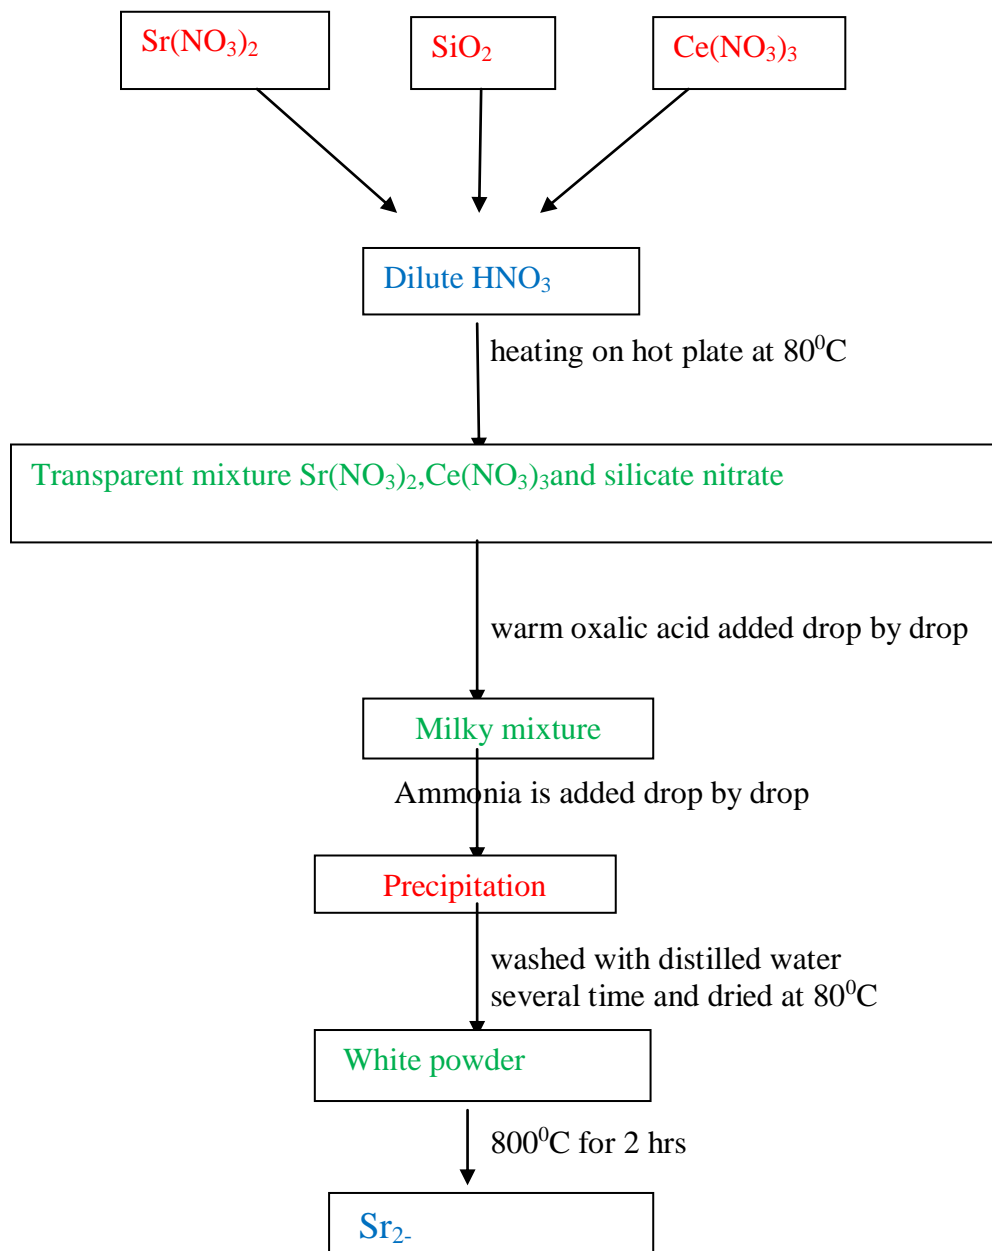 Sr(NO₃)₂ SiO₂ Ce(NO₃)₃
Dilute HNO₃
heating on hot plate at 80⁰C
Transparent mixture Sr(NO₃)₂,Ce(NO₃)₃and silicate nitrate
warm oxalic acid added drop by drop
Milky mixture
Ammonia is added drop by drop
Precipitation
washed with distilled water
several time and dried at 80⁰C
White powder
800⁰C for 2 hrs
Sr₂₋